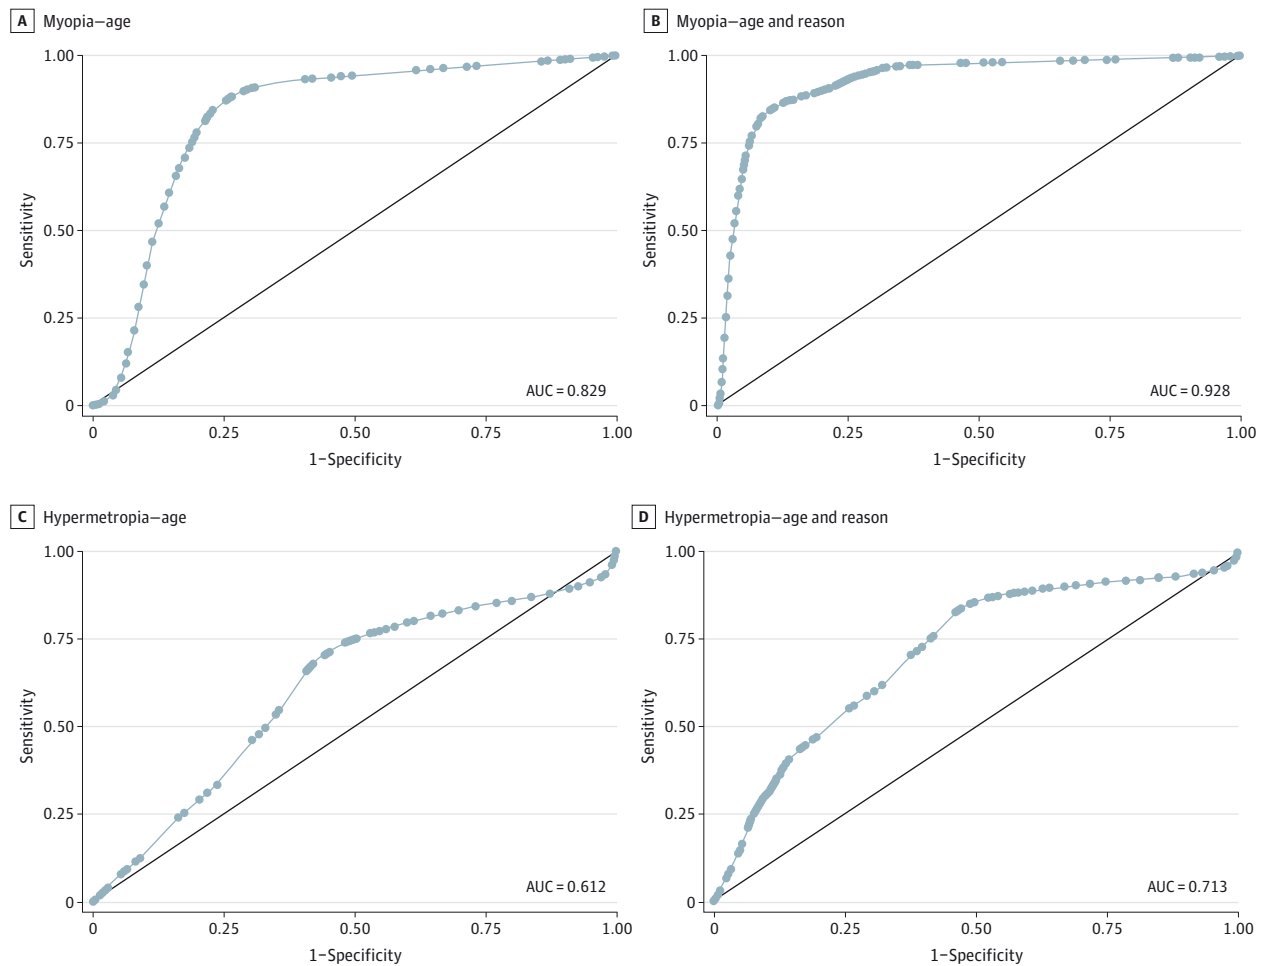 A Myopia–age
1.00
0.75
0.50
0.25
0
Sensitivity
AUC = 0.829
0 0.25 0.50 0.75 1.00
1–Specificity
B Myopia–age and reason
1.00
0.75
0.50
0.25
0
Sensitivity
AUC = 0.928
0 0.25 0.50 0.75 1.00
1–Specificity
C Hypermetropia–age
1.00
0.75
0.50
0.25
0
Sensitivity
AUC = 0.612
0 0.25 0.50 0.75 1.00
1–Specificity
D Hypermetropia–age and reason
1.00
0.75
0.50
0.25
0
Sensitivity
AUC = 0.713
0 0.25 0.50 0.75 1.00
1–Specificity